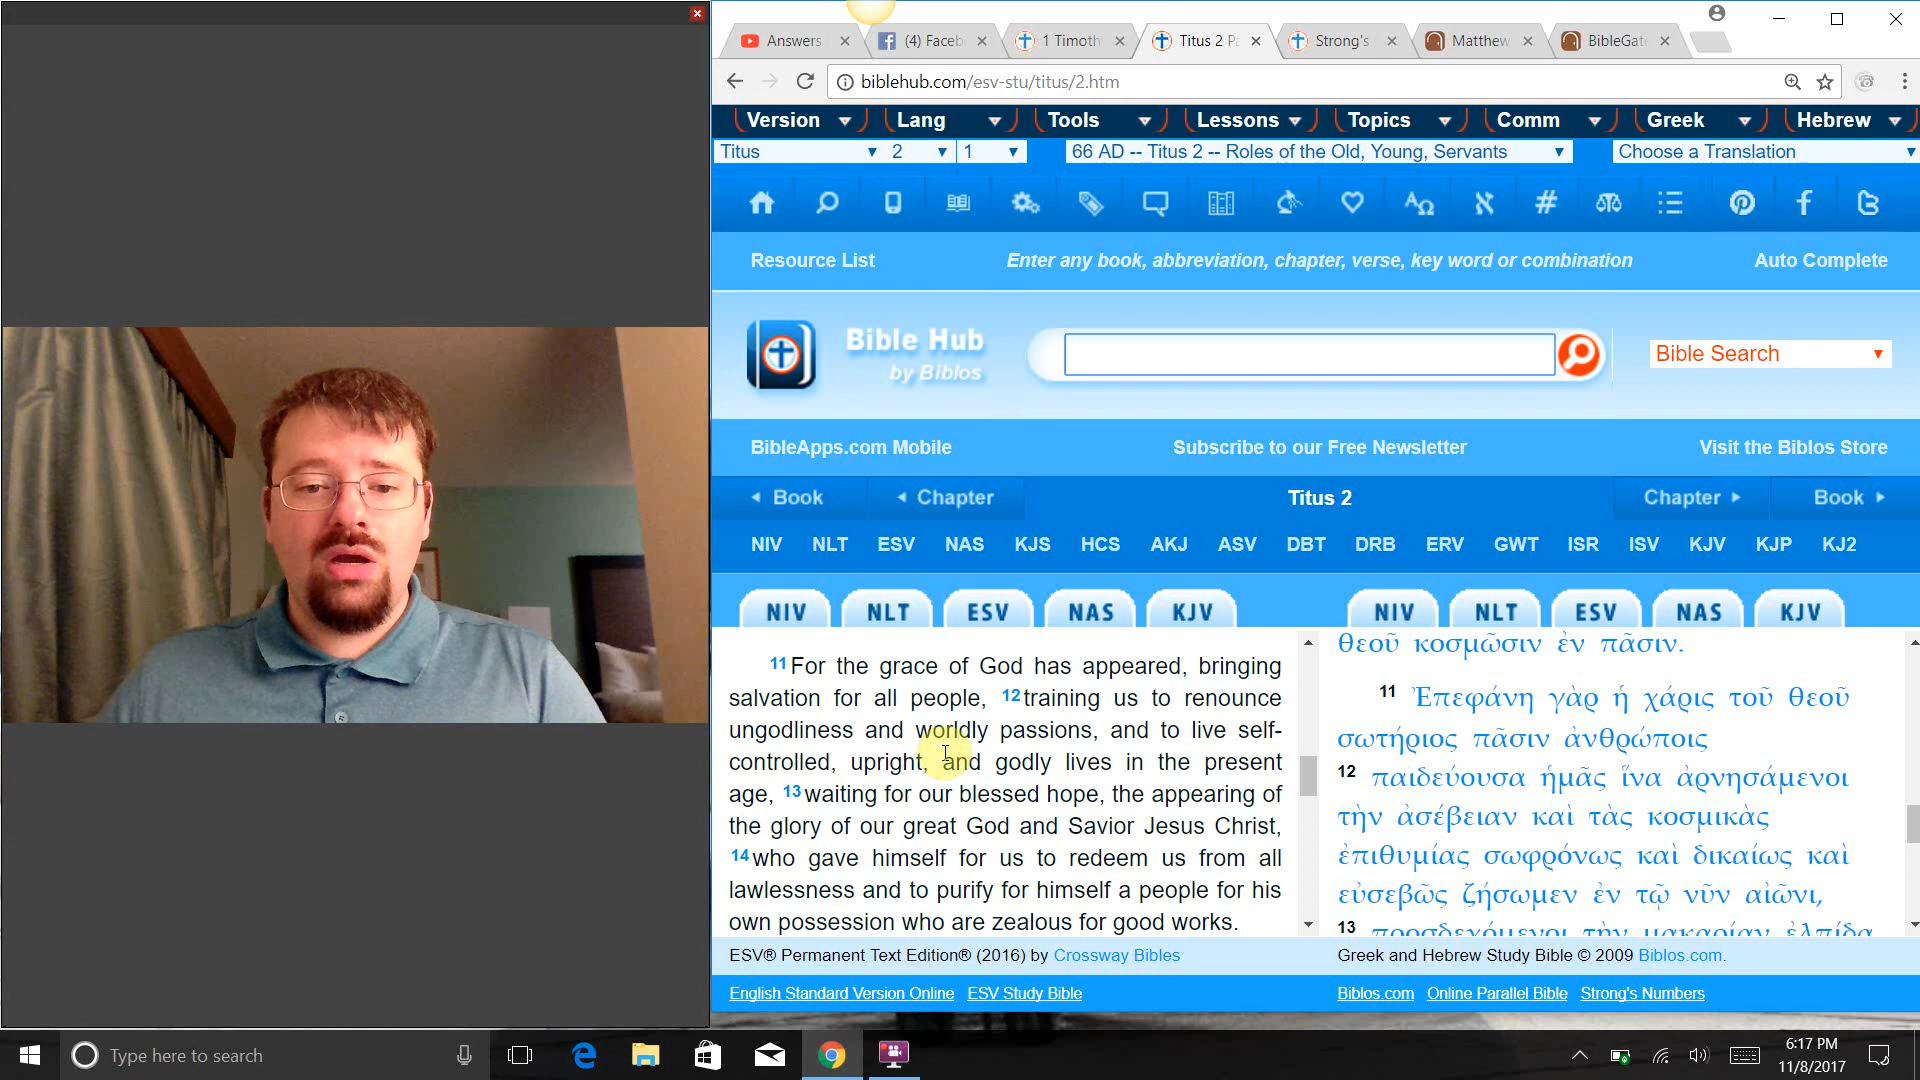 Answers
(4) Faceb
1 Timoth
Titus 2 Pa
Strong's
Matthew
BibleGat
biblehub.com/esv-stu/titus/2.htm
Version Lang Tools Lessons Topics Comm Greek Hebrew
Titus 2 1 66 AD -- Titus 2 -- Roles of the Old, Young, Servants Choose a Translation
Resource List Enter any book, abbreviation, chapter, verse, key word or combination Auto Complete
Bible Hub
by Biblos
Bible Search
BibleApps.com Mobile Subscribe to our Free Newsletter Visit the Biblos Store
Book Chapter Titus 2 Chapter Book
NIV NLT ESV NAS KJS HCS AKJ ASV DBT DRB ERV GWT ISR ISV KJV KJP KJ2
NIV NLT ESV NAS KJV NIV NLT ESV NAS KJV
11 For the grace of God has appeared, bringing
salvation for all people, 12 training us to renounce
ungodliness and worldly passions, and to live self-
controlled, upright, and godly lives in the present
age, 13 waiting for our blessed hope, the appearing of
the glory of our great God and Savior Jesus Christ,
14 who gave himself for us to redeem us from all
lawlessness and to purify for himself a people for his
own possession who are zealous for good works.
θεοῦ κοσμῶσιν ἐν πᾶσιν.
11 Ἐπεφάνη γὰρ ἡ χάρις τοῦ θεοῦ
σωτήριος πᾶσιν ἀνθρώποις
12 παιδεύουσα ἡμᾶς ἵνα ἀρνησάμενοι
τὴν ἀσέβειαν καὶ τὰς κοσμικὰς
ἐπιθυμίας σωφρόνως καὶ δικαίως καὶ
εὐσεβῶς ζήσωμεν ἐν τῷ νῦν αἰῶνι,
13 προσδεχόμενοι τὴν μακαρίαν ἐλπίδα
ESV® Permanent Text Edition® (2016) by Crossway Bibles
Greek and Hebrew Study Bible © 2009 Biblos.com.
English Standard Version Online ESV Study Bible
Biblos.com Online Parallel Bible Strong's Numbers
Type here to search
6:17 PM
11/8/2017